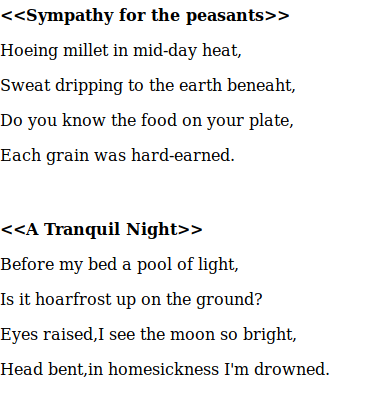 <<Sympathy for the peasants>>
Hoeing millet in mid-day heat,
Sweat dripping to the earth beneaht,
Do you know the food on your plate,
Each grain was hard-earned.
<<A Tranquil Night>>
Before my bed a pool of light,
Is it hoarfrost up on the ground?
Eyes raised,I see the moon so bright,
Head bent,in homesickness I'm drowned.